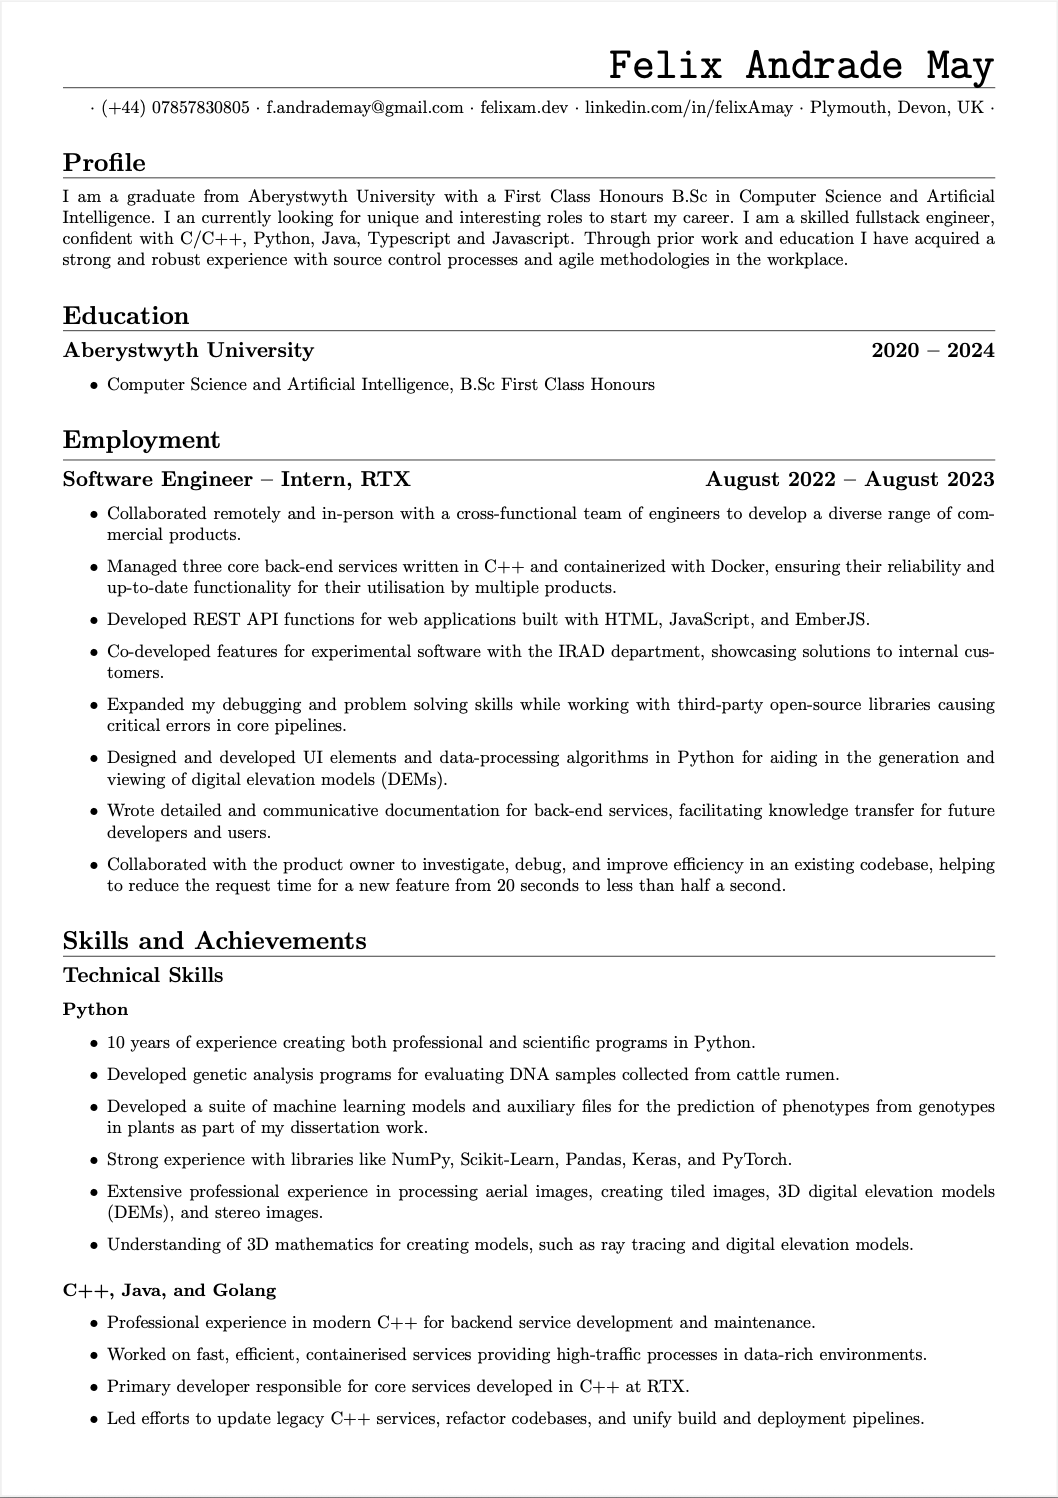 Felix Andrade May
· (+44) 07857830805 · f.andrademay@gmail.com · felixam.dev · linkedin.com/in/felixAmay · Plymouth, Devon, UK ·
Profile
I am a graduate from Aberystwyth University with a First Class Honours B.Sc in Computer Science and Artificial
Intelligence. I an currently looking for unique and interesting roles to start my career. I am a skilled fullstack engineer,
confident with C/C++, Python, Java, Typescript and Javascript. Through prior work and education I have acquired a
strong and robust experience with source control processes and agile methodologies in the workplace.
Education
Aberystwyth University 2020 – 2024
• Computer Science and Artificial Intelligence, B.Sc First Class Honours
Employment
Software Engineer – Intern, RTX August 2022 – August 2023
• Collaborated remotely and in-person with a cross-functional team of engineers to develop a diverse range of com-
mercial products.
• Managed three core back-end services written in C++ and containerized with Docker, ensuring their reliability and
up-to-date functionality for their utilisation by multiple products.
• Developed REST API functions for web applications built with HTML, JavaScript, and EmberJS.
• Co-developed features for experimental software with the IRAD department, showcasing solutions to internal cus-
tomers.
• Expanded my debugging and problem solving skills while working with third-party open-source libraries causing
critical errors in core pipelines.
• Designed and developed UI elements and data-processing algorithms in Python for aiding in the generation and
viewing of digital elevation models (DEMs).
• Wrote detailed and communicative documentation for back-end services, facilitating knowledge transfer for future
developers and users.
• Collaborated with the product owner to investigate, debug, and improve efficiency in an existing codebase, helping
to reduce the request time for a new feature from 20 seconds to less than half a second.
Skills and Achievements
Technical Skills
Python
• 10 years of experience creating both professional and scientific programs in Python.
• Developed genetic analysis programs for evaluating DNA samples collected from cattle rumen.
• Developed a suite of machine learning models and auxiliary files for the prediction of phenotypes from genotypes
in plants as part of my dissertation work.
• Strong experience with libraries like NumPy, Scikit-Learn, Pandas, Keras, and PyTorch.
• Extensive professional experience in processing aerial images, creating tiled images, 3D digital elevation models
(DEMs), and stereo images.
• Understanding of 3D mathematics for creating models, such as ray tracing and digital elevation models.
C++, Java, and Golang
• Professional experience in modern C++ for backend service development and maintenance.
• Worked on fast, efficient, containerised services providing high-traffic processes in data-rich environments.
• Primary developer responsible for core services developed in C++ at RTX.
• Led efforts to update legacy C++ services, refactor codebases, and unify build and deployment pipelines.